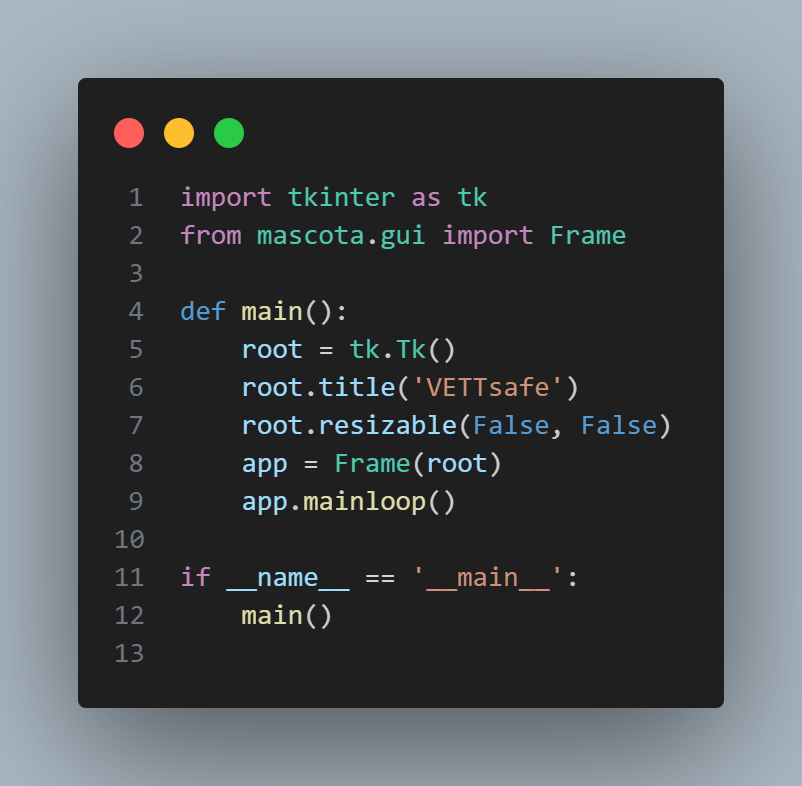 1 import tkinter as tk
2 from mascota.gui import Frame
3
4 def main():
5     root = tk.Tk()
6     root.title('VETTsafe')
7     root.resizable(False, False)
8     app = Frame(root)
9     app.mainloop()
10
11 if __name__ == '__main__':
12     main()
13